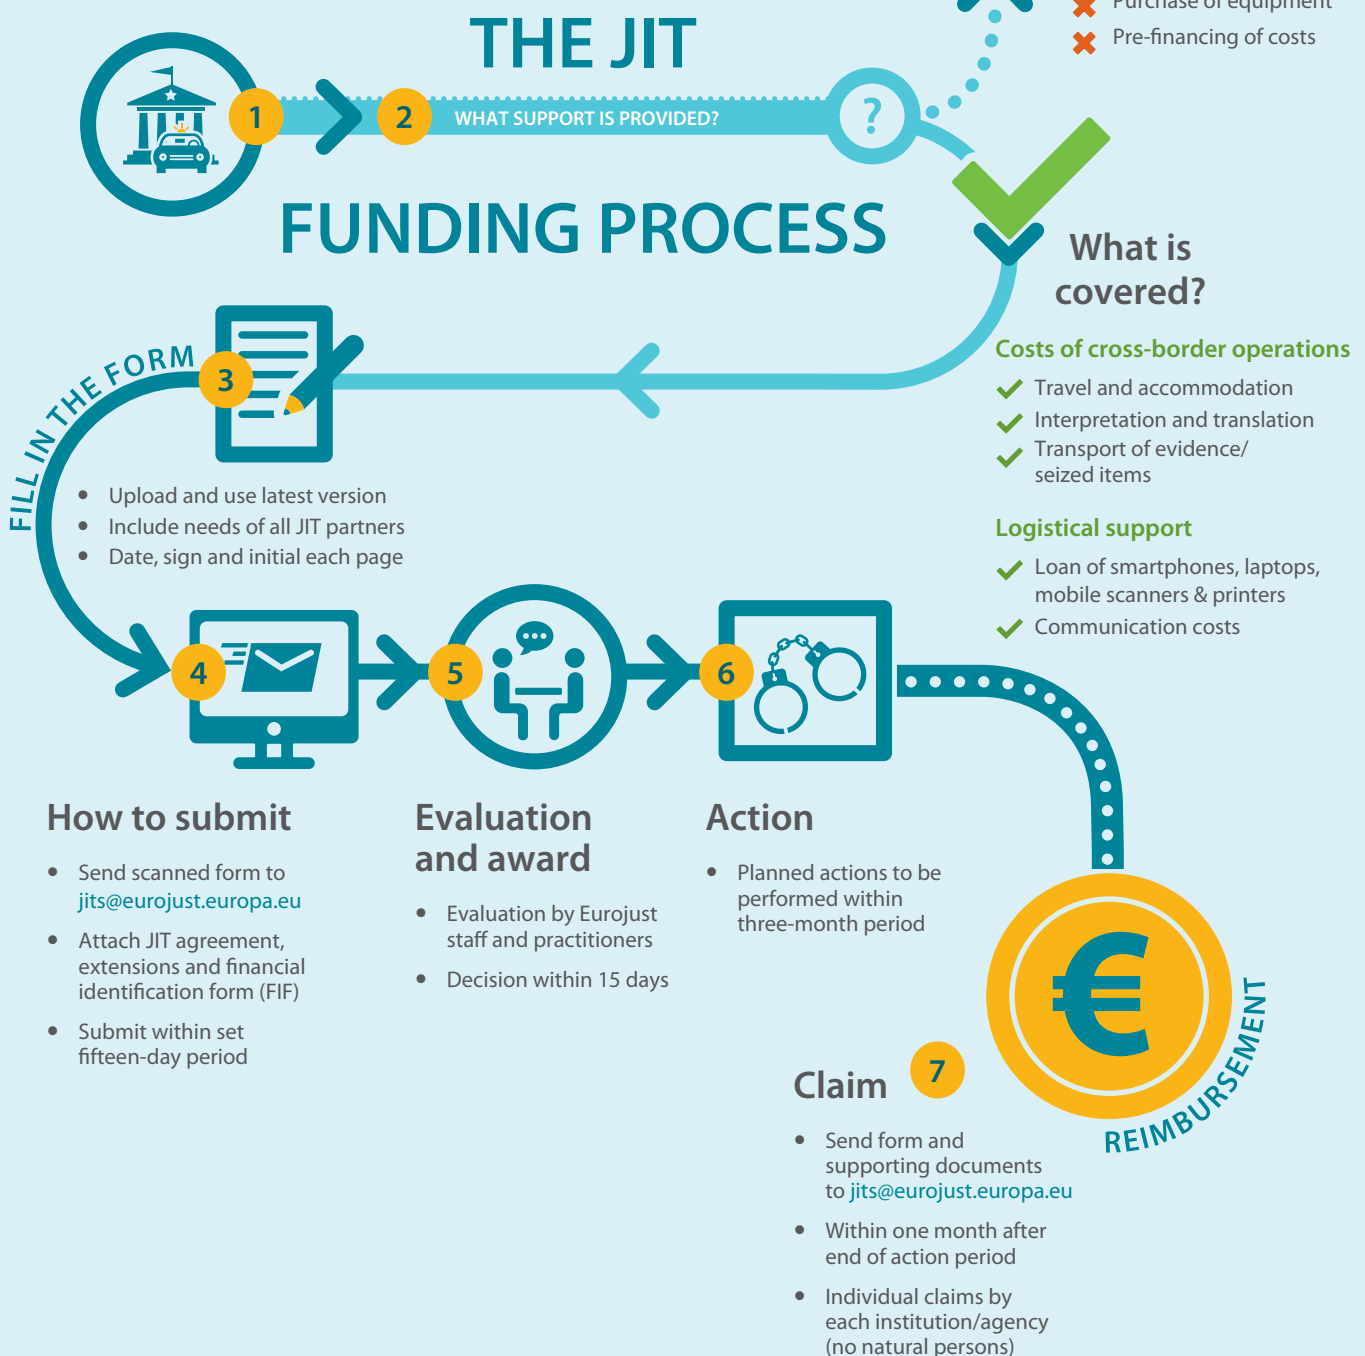 Purchase of equipment
Pre-financing of costs
THE JIT
1
2
WHAT SUPPORT IS PROVIDED?
?
FUNDING PROCESS
What is
covered?
Costs of cross-border operations
Travel and accommodation
Interpretation and translation
Transport of evidence/
seized items
Logistical support
Loan of smartphones, laptops,
mobile scanners & printers
Communication costs
FILL IN THE FORM
3
• Upload and use latest version
• Include needs of all JIT partners
• Date, sign and initial each page
4
5
6
How to submit
• Send scanned form to
jits@eurojust.europa.eu
• Attach JIT agreement,
extensions and financial
identification form (FIF)
• Submit within set
fifteen-day period
Evaluation
and award
• Evaluation by Eurojust
staff and practitioners
• Decision within 15 days
Action
• Planned actions to be
performed within
three-month period
€
REIMBURSEMENT
7
Claim
• Send form and
supporting documents
to jits@eurojust.europa.eu
• Within one month after
end of action period
• Individual claims by
each institution/agency
(no natural persons)